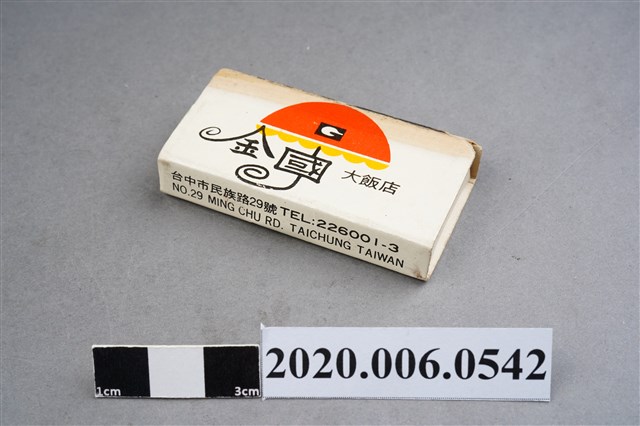 G
金國
大飯店
台中市民族路29號 TEL:226001-3
NO.29 MING CHU RD. TAICHUNG TAIWAN
1cm 3cm
2020.006.0542